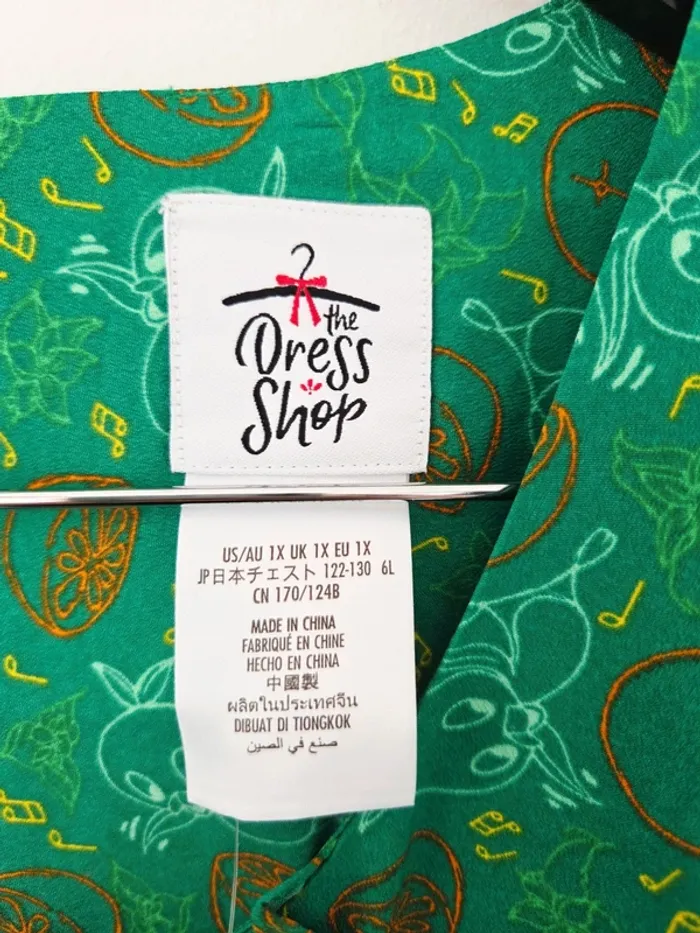 the
Dress
Shop
US/AU 1X UK 1X EU 1X
JP日本チェスト 122-130 6L
CN 170/124B
MADE IN CHINA
FABRIQUÉ EN CHINE
HECHO EN CHINA
中國製
ผลิตในประเทศจีน
DIBUAT DI TIONGKOK
صنع في الصين